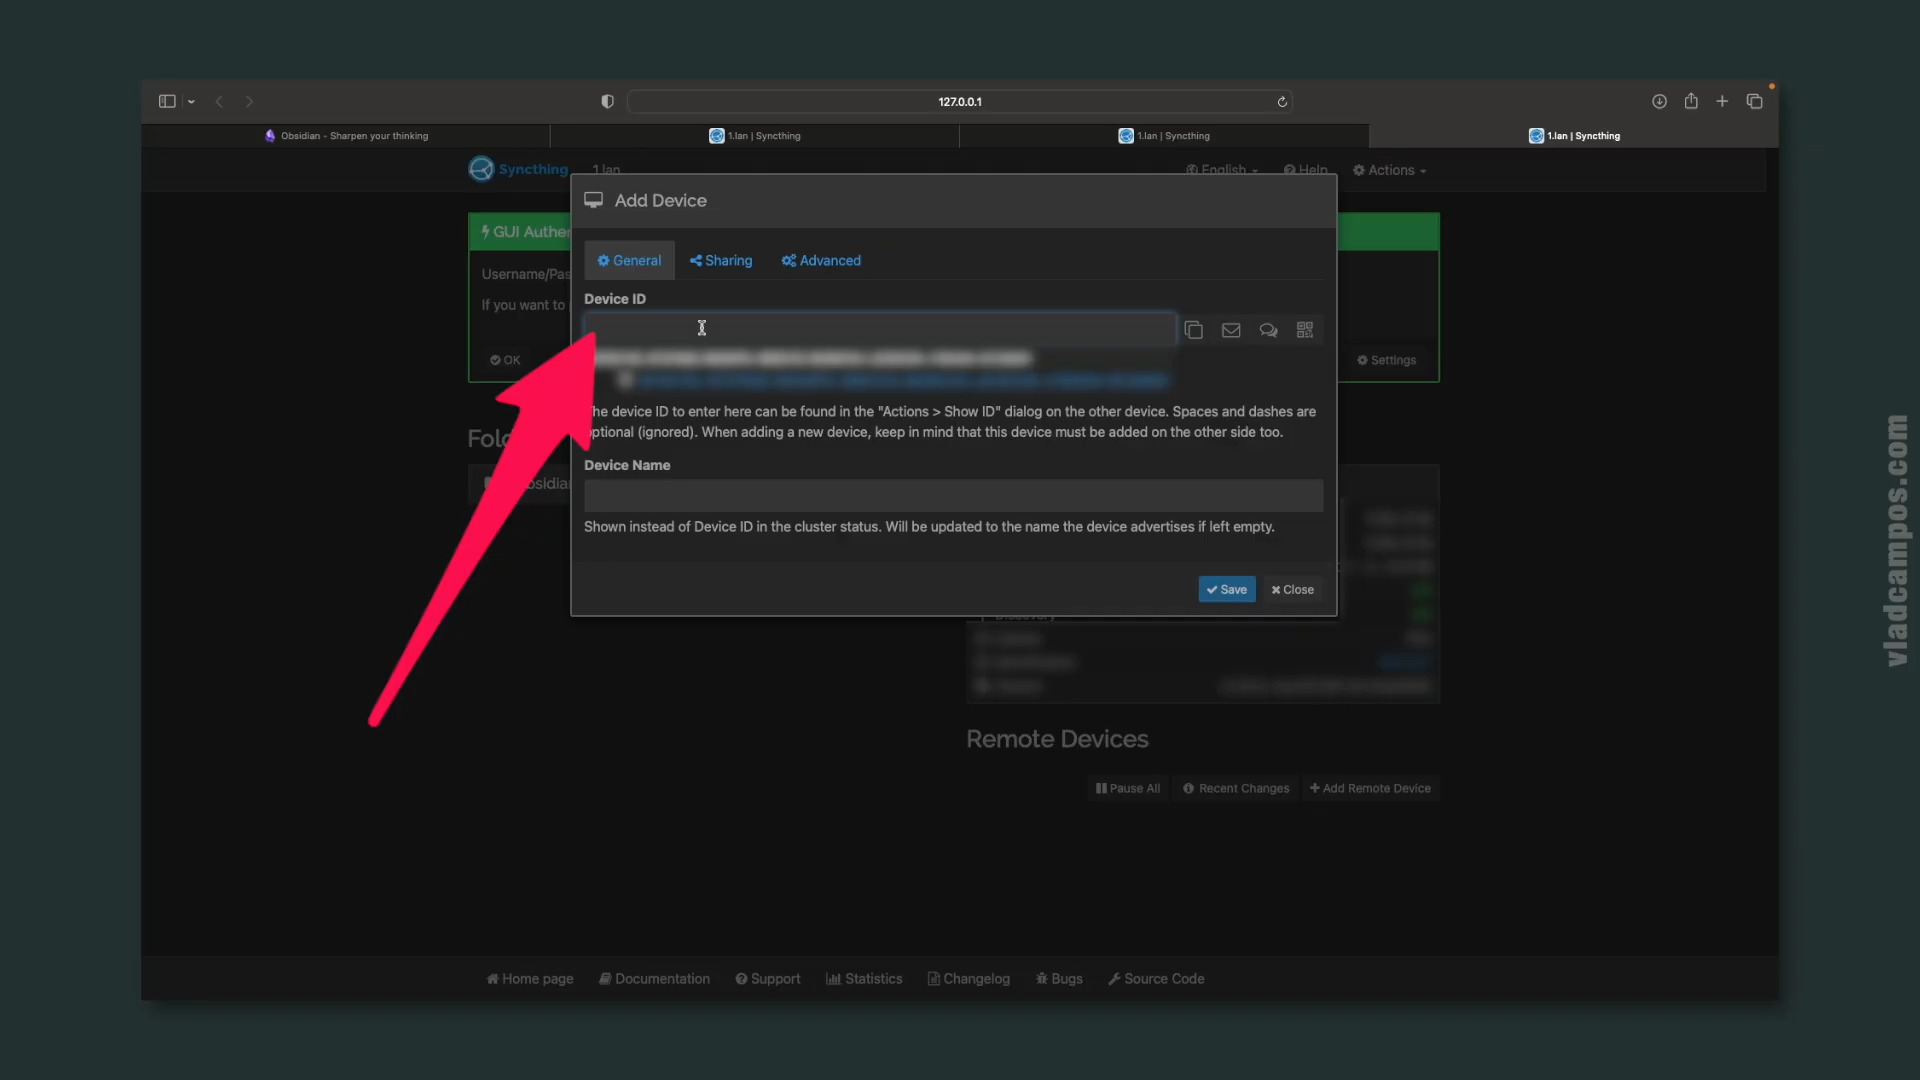 127.0.0.1
Obsidian - Sharpen your thinking
1.lan | Syncthing
1.lan | Syncthing
1.lan | Syncthing
Syncthing
1.lan
English
Help
Actions
Add Device
GUI Authen
General
Sharing
Advanced
Username/Pas
Device ID
If you want to
OK
Settings
he device ID to enter here can be found in the "Actions > Show ID" dialog on the other device. Spaces and dashes are
optional (ignored). When adding a new device, keep in mind that this device must be added on the other side too.
Fol
Device Name
bsidian
Shown instead of Device ID in the cluster status. Will be updated to the name the device advertises if left empty.
Save
Close
Discovery
Remote Devices
Pause All
Recent Changes
Add Remote Device
Home page
Documentation
Support
Statistics
Changelog
Bugs
Source Code
vladcampos.com